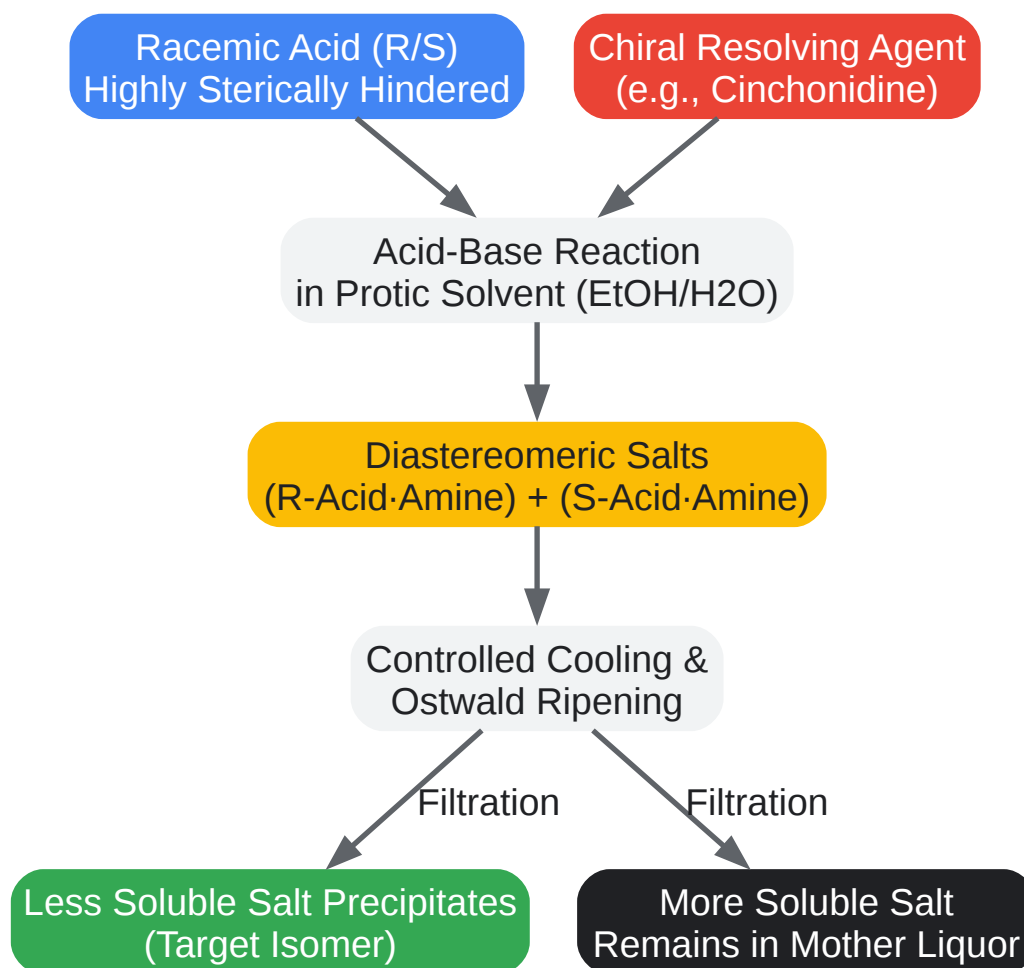 Racemic Acid (R/S)
Highly Sterically Hindered
Chiral Resolving Agent
(e.g., Cinchonidine)
Acid-Base Reaction
in Protic Solvent (EtOH/H2O)
Diastereomeric Salts
(R-Acid·Amine) + (S-Acid·Amine)
Controlled Cooling &
Ostwald Ripening
Filtration
Filtration
Less Soluble Salt Precipitates
(Target Isomer)
More Soluble Salt
Remains in Mother Liquor